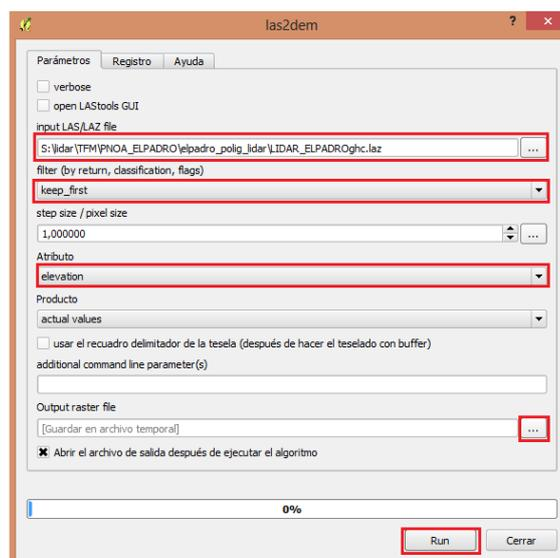 las2dem
? x
Parámetros Registro Ayuda
verbose
open LAStools GUI
input LAS/LAZ file
S:\lidar\TFM\PNOA_ELPADRO\elpadro_polig_lidar\LIDAR_ELPADROghc.laz ...
filter (by return, classification, flags)
keep_first
step size / pixel size
1,000000 ...
Atributo
elevation
Producto
actual values
usar el recuadro delimitador de la tesela (después de hacer el teselado con buffer)
additional command line parameter(s)
Output raster file
[Guardar en archivo temporal] ...
Abrir el archivo de salida después de ejecutar el algoritmo
0%
Run Cerrar